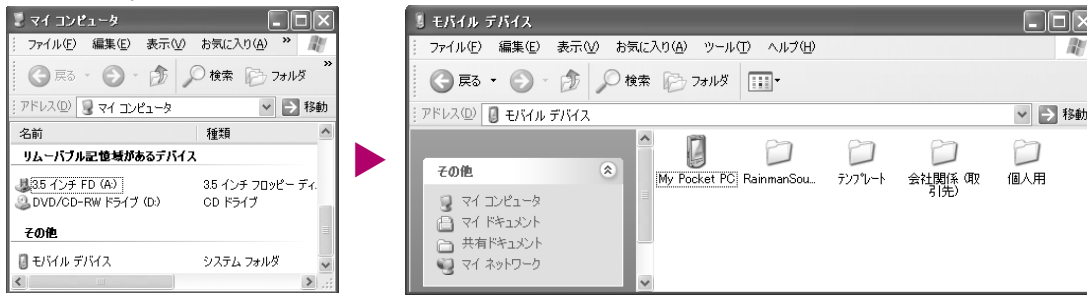 マイ コンピュータ
ファイル(F) 編集(E) 表示(V) お気に入り(A) »
戻る 検索 フォルダ »
アドレス(D) マイ コンピュータ 移動
名前 種類
リムーバブル記憶域があるデバイス
3.5 インチ FD (A:) 3.5 インチ フロッピー ディ
DVD/CD-RW ドライブ (D:) CD ドライブ
その他
モバイル デバイス システム フォルダ
モバイル デバイス
ファイル(F) 編集(E) 表示(V) お気に入り(A) ツール(T) ヘルプ(H)
戻る 検索 フォルダ
アドレス(D) モバイル デバイス 移動
その他
マイ コンピュータ
マイ ドキュメント
共有ドキュメント
マイ ネットワーク
My Pocket PC RainmanSou... テンプレート 会社関係 (取
引先) 個人用